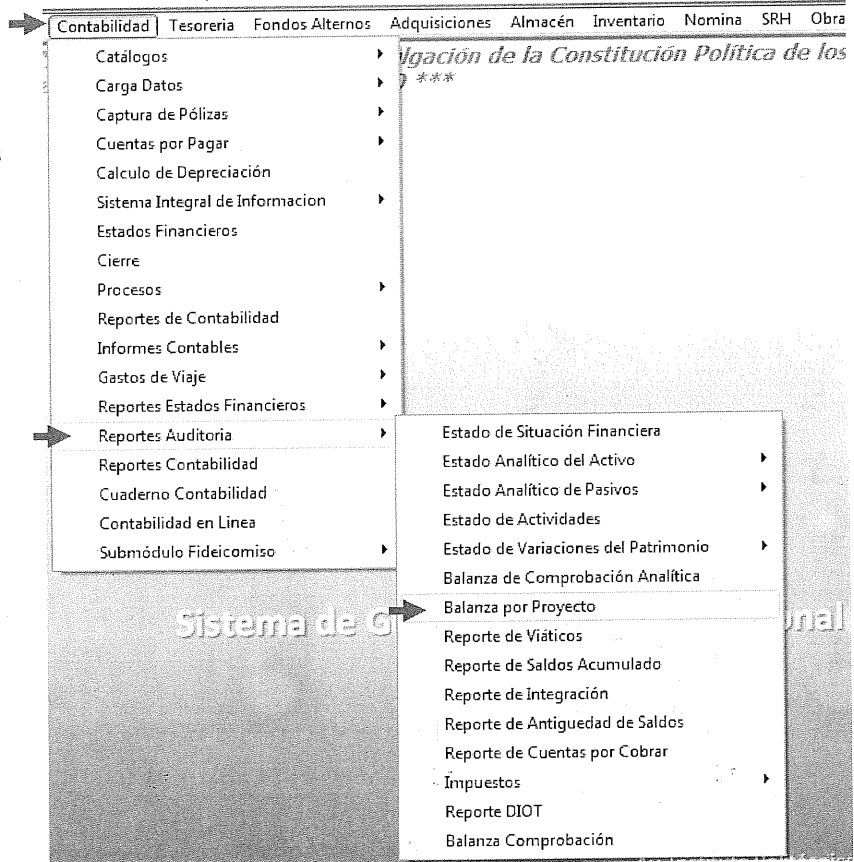 Contabilidad Tesoreria Fondos Alternos Adquisiciones Almacén Inventario Nomina SRH Obra
lgación de la Constitución Política de los
***
Catálogos
Carga Datos
Captura de Pólizas
Cuentas por Pagar
Calculo de Depreciación
Sistema Integral de Informacion
Estados Financieros
Cierre
Procesos
Reportes de Contabilidad
Informes Contables
Gastos de Viaje
Reportes Estados Financieros
Reportes Auditoria
Reportes Contabilidad
Cuaderno Contabilidad
Contabilidad en Linea
Submódulo Fideicomiso
Estado de Situación Financiera
Estado Analítico del Activo
Estado Analítico de Pasivos
Estado de Actividades
Estado de Variaciones del Patrimonio
Balanza de Comprobación Analítica
Balanza por Proyecto
Reporte de Viáticos
Reporte de Saldos Acumulado
Reporte de Integración
Reporte de Antiguedad de Saldos
Reporte de Cuentas por Cobrar
Impuestos
Reporte DIOT
Balanza Comprobación
Sistema de G onal